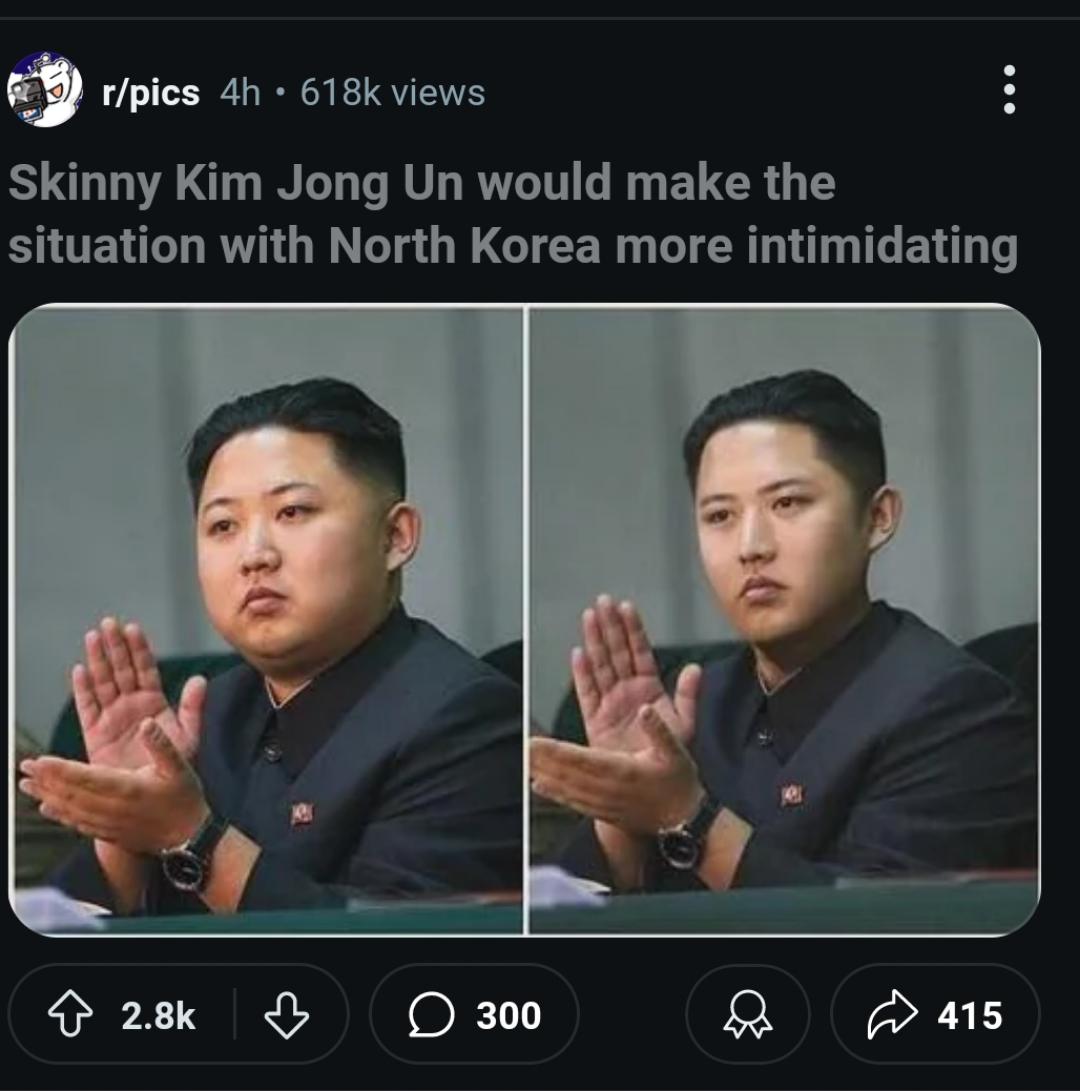 r/pics 4h • 618k views
Skinny Kim Jong Un would make the
situation with North Korea more intimidating
2.8k 300 415